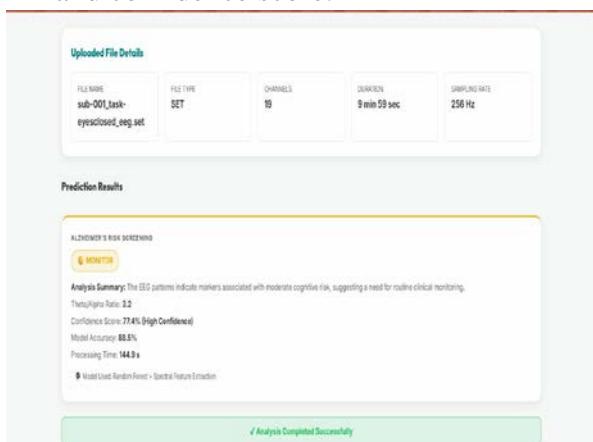 Uploaded File Details
FILE NAME
sub-001_task-
eyesclosed_eeg.set
FILE TYPE
SET
CHANNELS
19
DURATION
9 min 59 sec
SAMPLING RATE
256 Hz
Prediction Results
ALZHEIMER'S RISK SCREENING
MONITOR
Analysis Summary: The EEG patterns indicate markers associated with moderate cognitive risk, suggesting a need for routine clinical monitoring.
Theta/Alpha Ratio: 3.2
Confidence Score: 77.4% (High Confidence)
Model Accuracy: 88.5%
Processing Time: 144.9 s
Model Used: Random Forest + Spectral Feature Extraction
✓ Analysis Completed Successfully